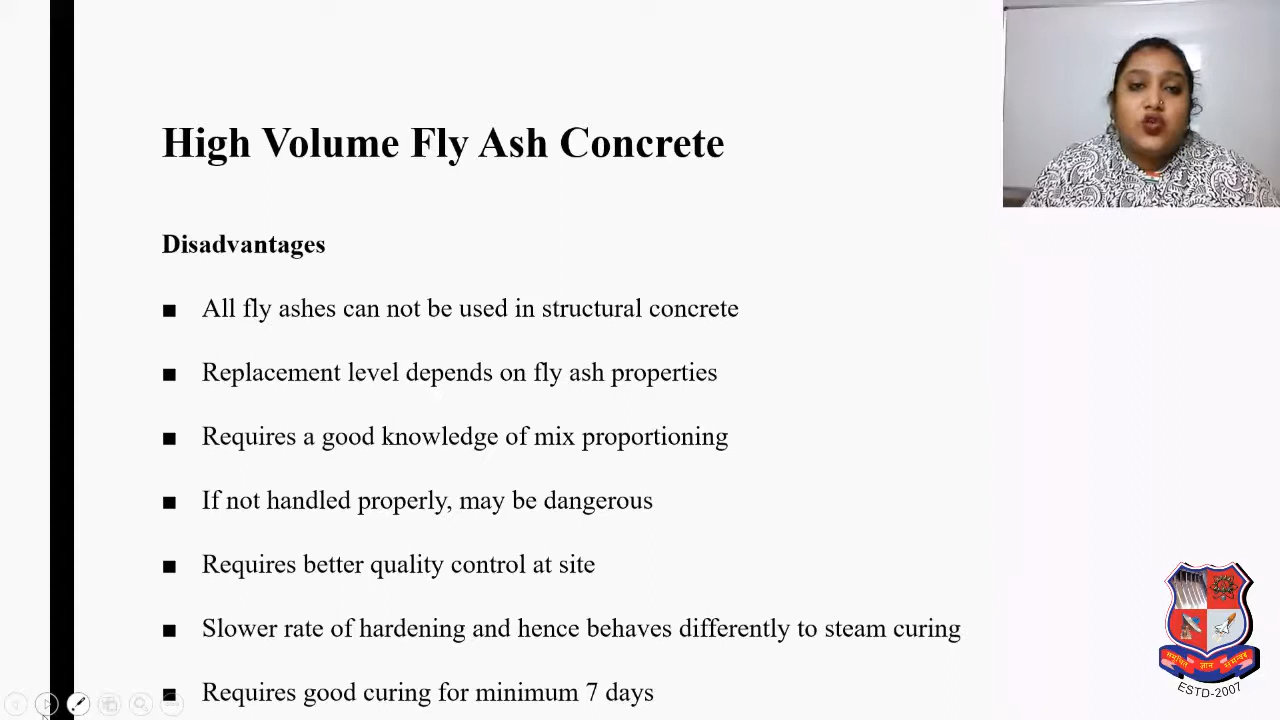 High Volume Fly Ash Concrete
Disadvantages
■ All fly ashes can not be used in structural concrete
■ Replacement level depends on fly ash properties
■ Requires a good knowledge of mix proportioning
■ If not handled properly, may be dangerous
■ Requires better quality control at site
■ Slower rate of hardening and hence behaves differently to steam curing
■ Requires good curing for minimum 7 days
ESTD-2007